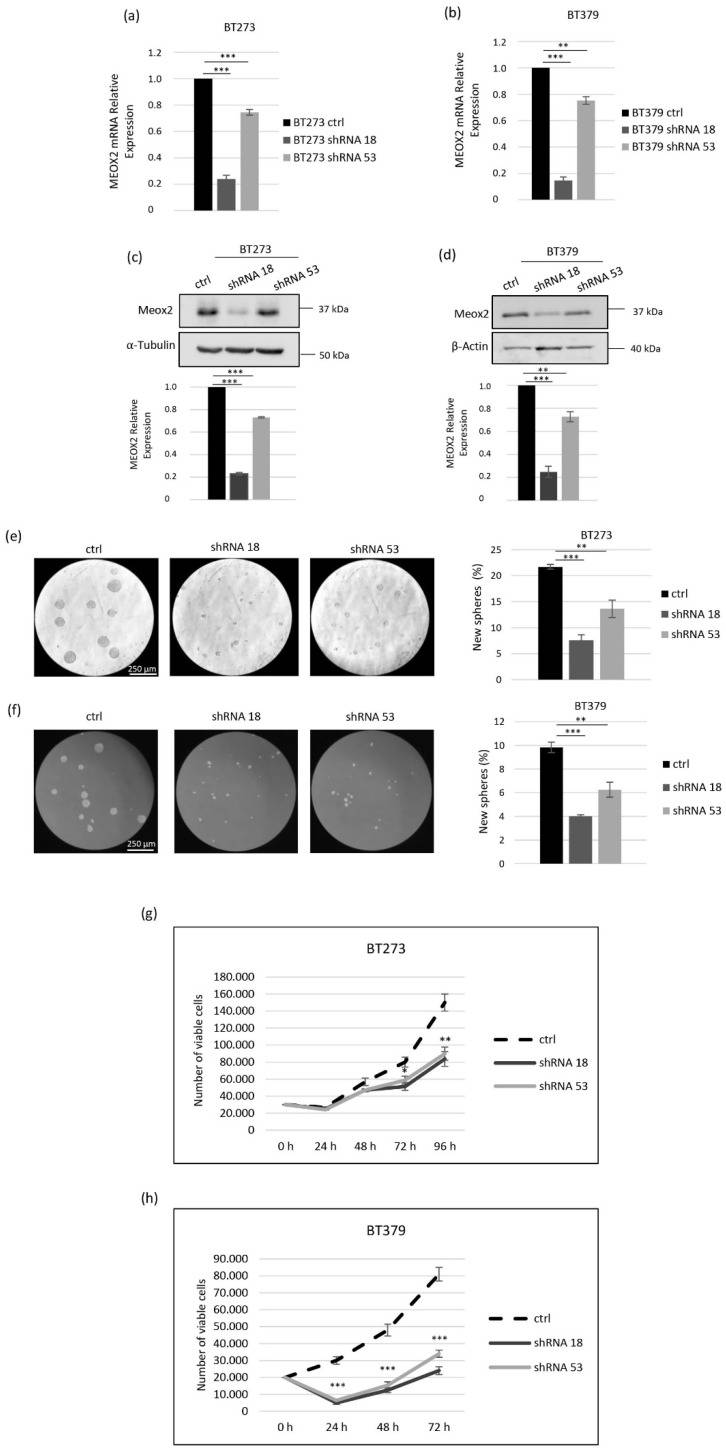 (a)
BT273
MEOX2 mRNA Relative
Expression
1.2
1.0
0.8
0.6
0.4
0.2
0
***
***
BT273 ctrl
BT273 shRNA 18
BT273 shRNA 53
(b)
BT379
MEOX2 mRNA Relative
Expression
1.2
1.0
0.8
0.6
0.4
0.2
0
**
***
BT379 ctrl
BT379 shRNA 18
BT379 shRNA 53
(c)
BT273
ctrl shRNA 18 shRNA 53
Meox2
37 kDa
α-Tubulin
50 kDa
***
***
MEOX2 Relative
Expression
1.0
0.8
0.6
0.4
0.2
0
(d)
BT379
ctrl shRNA 18 shRNA 53
Meox2
37 kDa
β-Actin
40 kDa
**
***
MEOX2 Relative
Expression
1.0
0.8
0.6
0.4
0.2
0
(e)
ctrl shRNA 18 shRNA 53
250 µm
BT273
New spheres (%)
25
20
15
10
5
0
**
***
ctrl
shRNA 18
shRNA 53
(f)
ctrl shRNA 18 shRNA 53
250 µm
BT379
New spheres (%)
12
10
8
6
4
2
0
**
***
ctrl
shRNA 18
shRNA 53
(g)
BT273
Number of viable cells
180.000
160.000
140.000
120.000
100.000
80.000
60.000
40.000
20.000
0
0 h 24 h 48 h 72 h 96 h
*
**
ctrl
shRNA 18
shRNA 53
(h)
BT379
Number of viable cells
90.000
80.000
70.000
60.000
50.000
40.000
30.000
20.000
10.000
0
0 h 24 h 48 h 72 h
***
***
***
ctrl
shRNA 18
shRNA 53